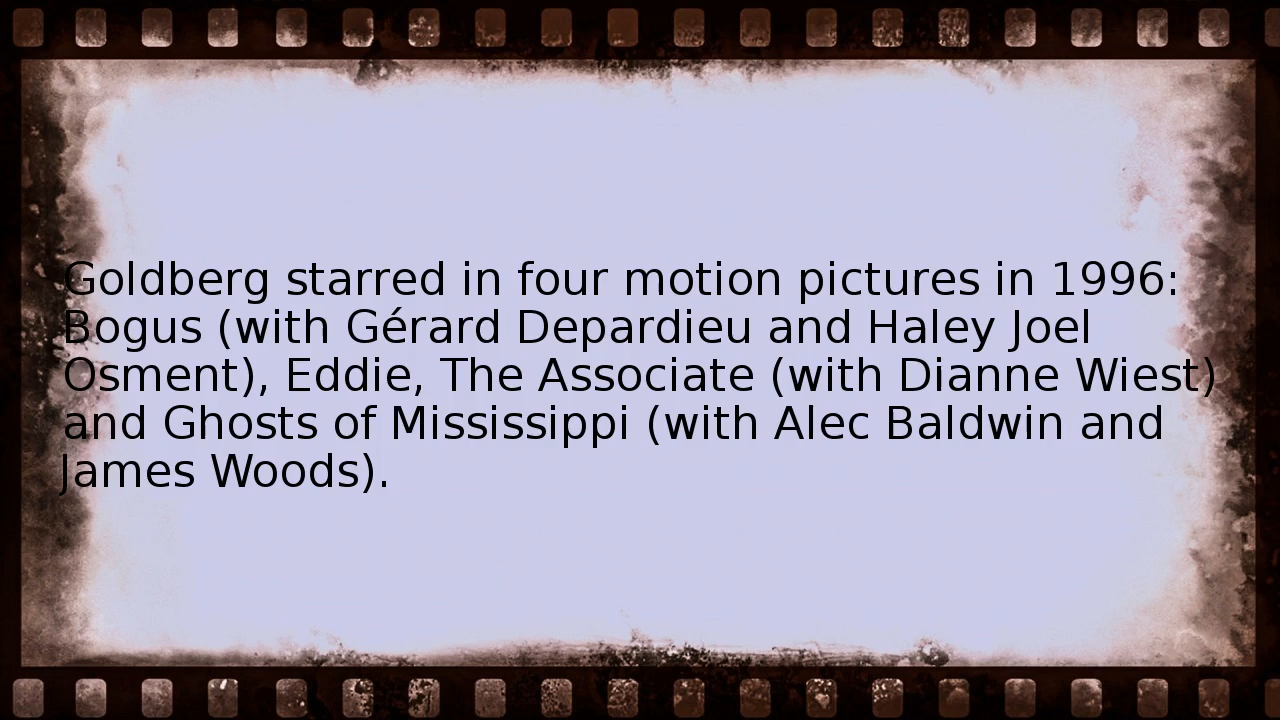 Goldberg starred in four motion pictures in 1996:
Bogus (with Gérard Depardieu and Haley Joel
Osment), Eddie, The Associate (with Dianne Wiest)
and Ghosts of Mississippi (with Alec Baldwin and
James Woods).